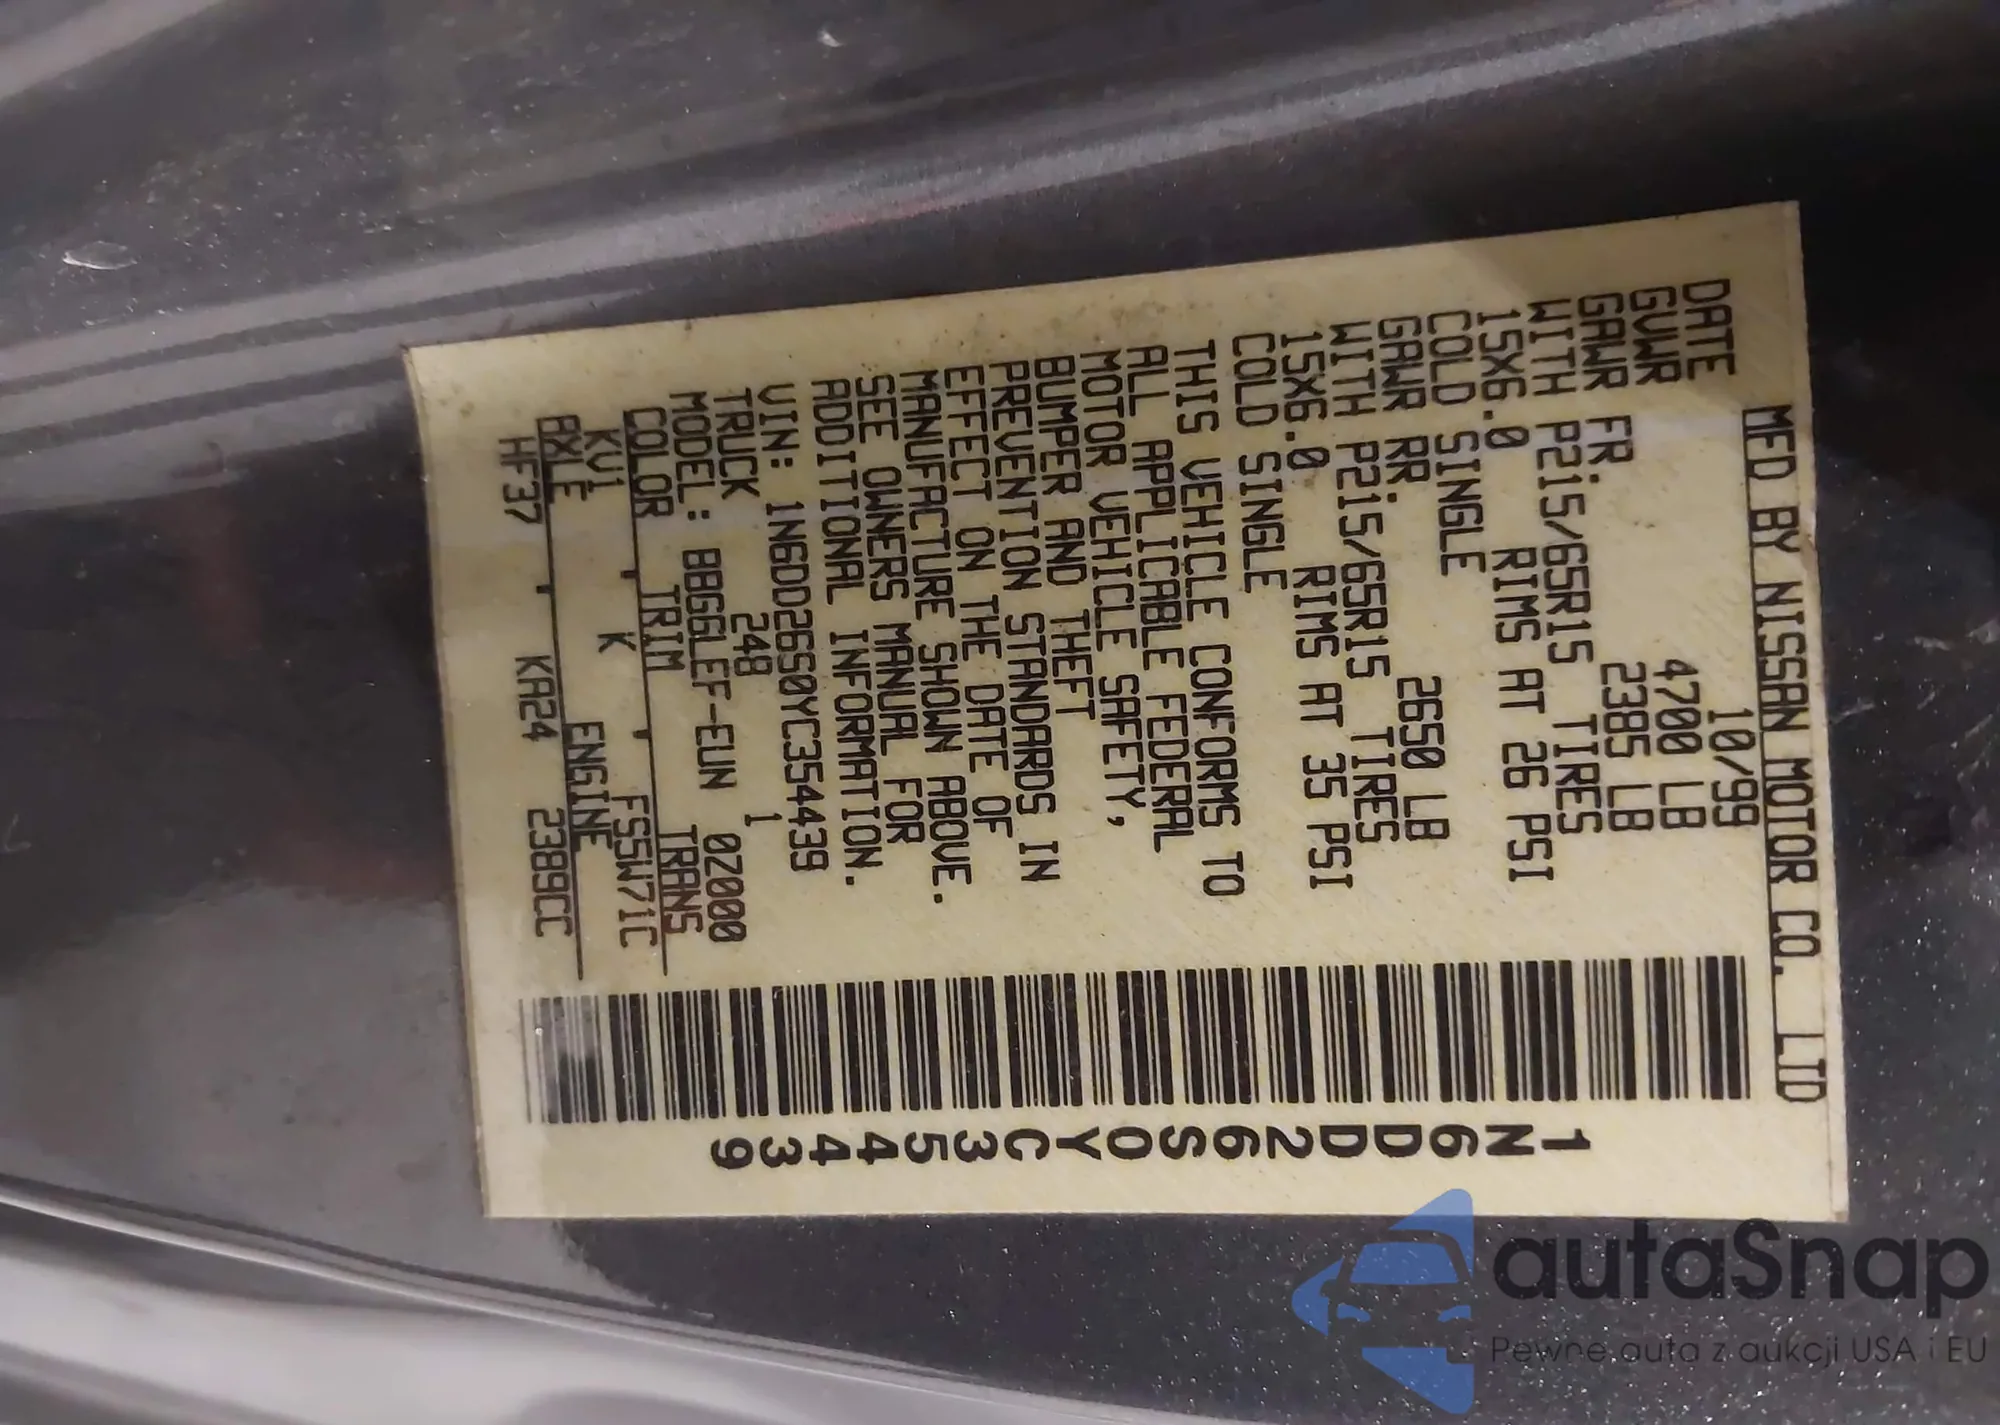 MFD BY NISSAN MOTOR CO. LTD
DATE 10/99
GVWR 4700 LB
GAWR FR. 2385 LB
WITH P215/65R15 TIRES
15X6.0 RIMS AT 26 PSI
COLD SINGLE
GAWR RR. 2650 LB
WITH P215/65R15 TIRES
15X6.0 RIMS AT 35 PSI
COLD SINGLE
THIS VEHICLE CONFORMS TO
ALL APPLICABLE FEDERAL
MOTOR VEHICLE SAFETY,
BUMPER AND THEFT
PREVENTION STANDARDS IN
EFFECT ON THE DATE OF
MANUFACTURE SHOWN ABOVE.
SEE OWNERS MANUAL FOR
ADDITIONAL INFORMATION.
VIN: 1N6DD26S0YC354439
TRUCK 248 1
MODEL: BBGGLEF-EUN 0Z000
COLOR TRIM TRANS
KV1 K FS5W71C
AXLE ENGINE
HF37 KA24 2389CC
1N6DD26S0YC354439
autaSnap
Pewne auta z aukcji USA i EU